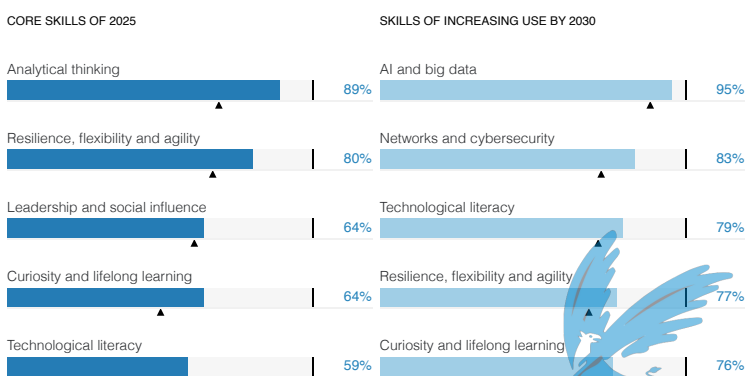 CORE SKILLS OF 2025
Analytical thinking
89%
Resilience, flexibility and agility
80%
Leadership and social influence
64%
Curiosity and lifelong learning
64%
Technological literacy
59%
SKILLS OF INCREASING USE BY 2030
AI and big data
95%
Networks and cybersecurity
83%
Technological literacy
79%
Resilience, flexibility and agility
77%
Curiosity and lifelong learning
76%